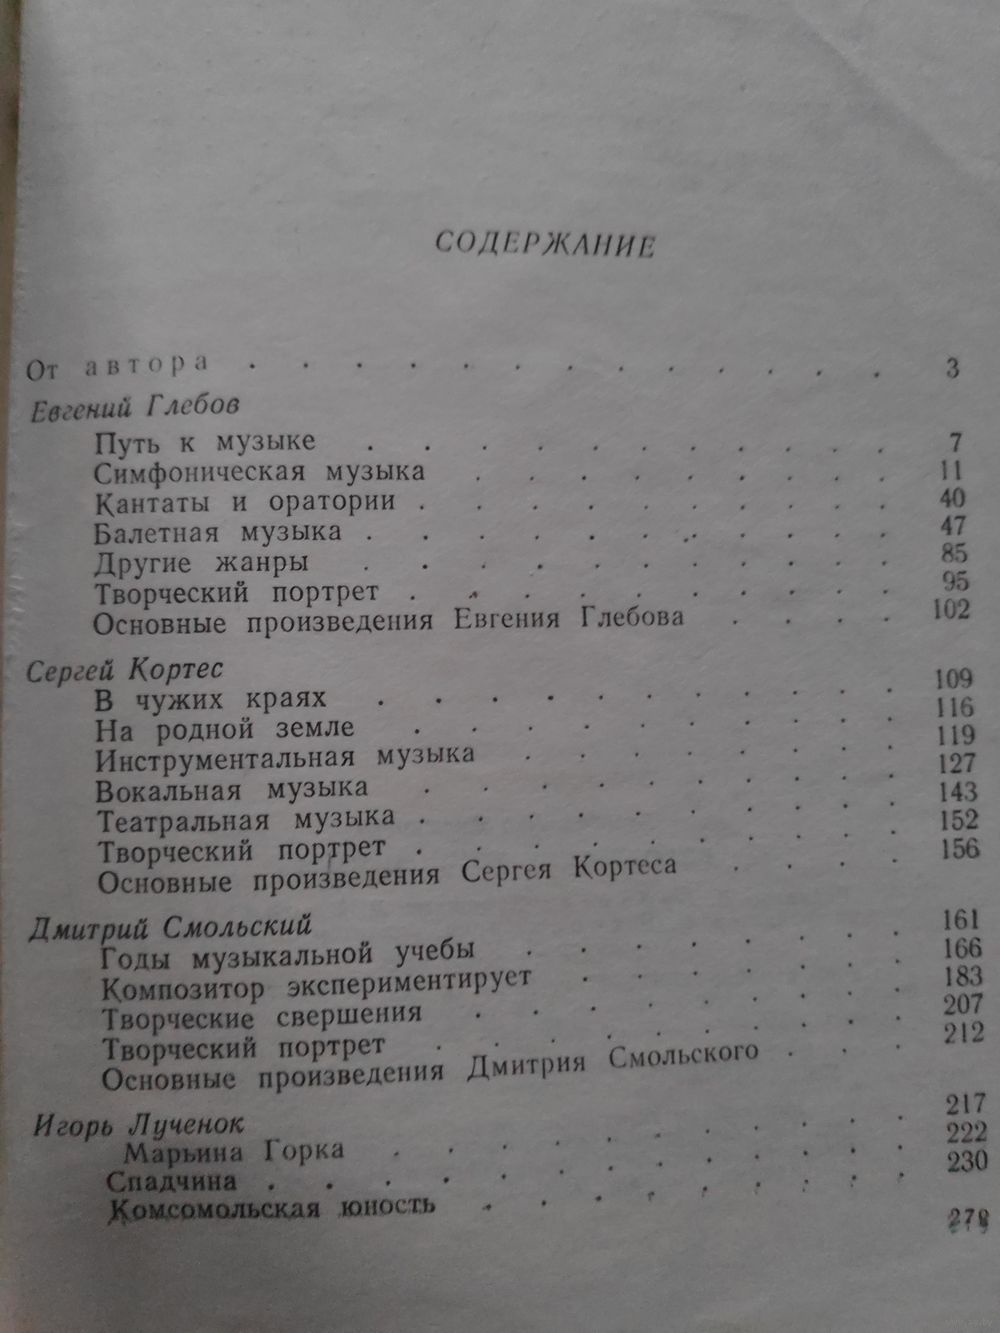 СОДЕРЖАНИЕ
От автора . . . . . . . . . . . . 3
Евгений Глебов
Путь к музыке . . . . . . . . . . 7
Симфоническая музыка . . . . . . . . 11
Кантаты и оратории . . . . . . . . . 40
Балетная музыка . . . . . . . . . . 47
Другие жанры . . . . . . . . . . 85
Творческий портрет . . . . . . . . . 95
Основные произведения Евгения Глебова . . . . 102
Сергей Кортес
В чужих краях . . . . . . . . . . 109
На родной земле . . . . . . . . . 116
Инструментальная музыка . . . . . . . 119
Вокальная музыка . . . . . . . . . 127
Театральная музыка . . . . . . . . . 143
Творческий портрет . . . . . . . . . 152
Основные произведения Сергея Кортеса . . . . 156
Дмитрий Смольский
Годы музыкальной учебы . . . . . . . 161
Композитор экспериментирует . . . . . . 166
Творческие свершения . . . . . . . . 183
Творческий портрет . . . . . . . . . 207
Основные произведения Дмитрия Смольского . . . 212
Игорь Лученок
Марьина Горка . . . . . . . . . . 217
Спадчина . . . . . . . . . . . . 222
Комсомольская юность . . . . . . . . 230